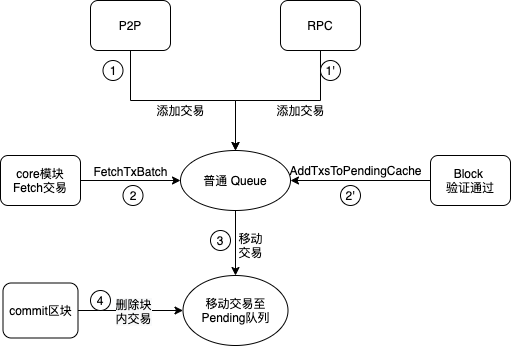 P2P
RPC
1
1'
添加交易
添加交易
core模块
Fetch交易
FetchTxBatch
2
普通 Queue
AddTxsToPendingCache
2'
Block
验证通过
3
移动
交易
commit区块
4
删除块
内交易
移动交易至
Pending队列